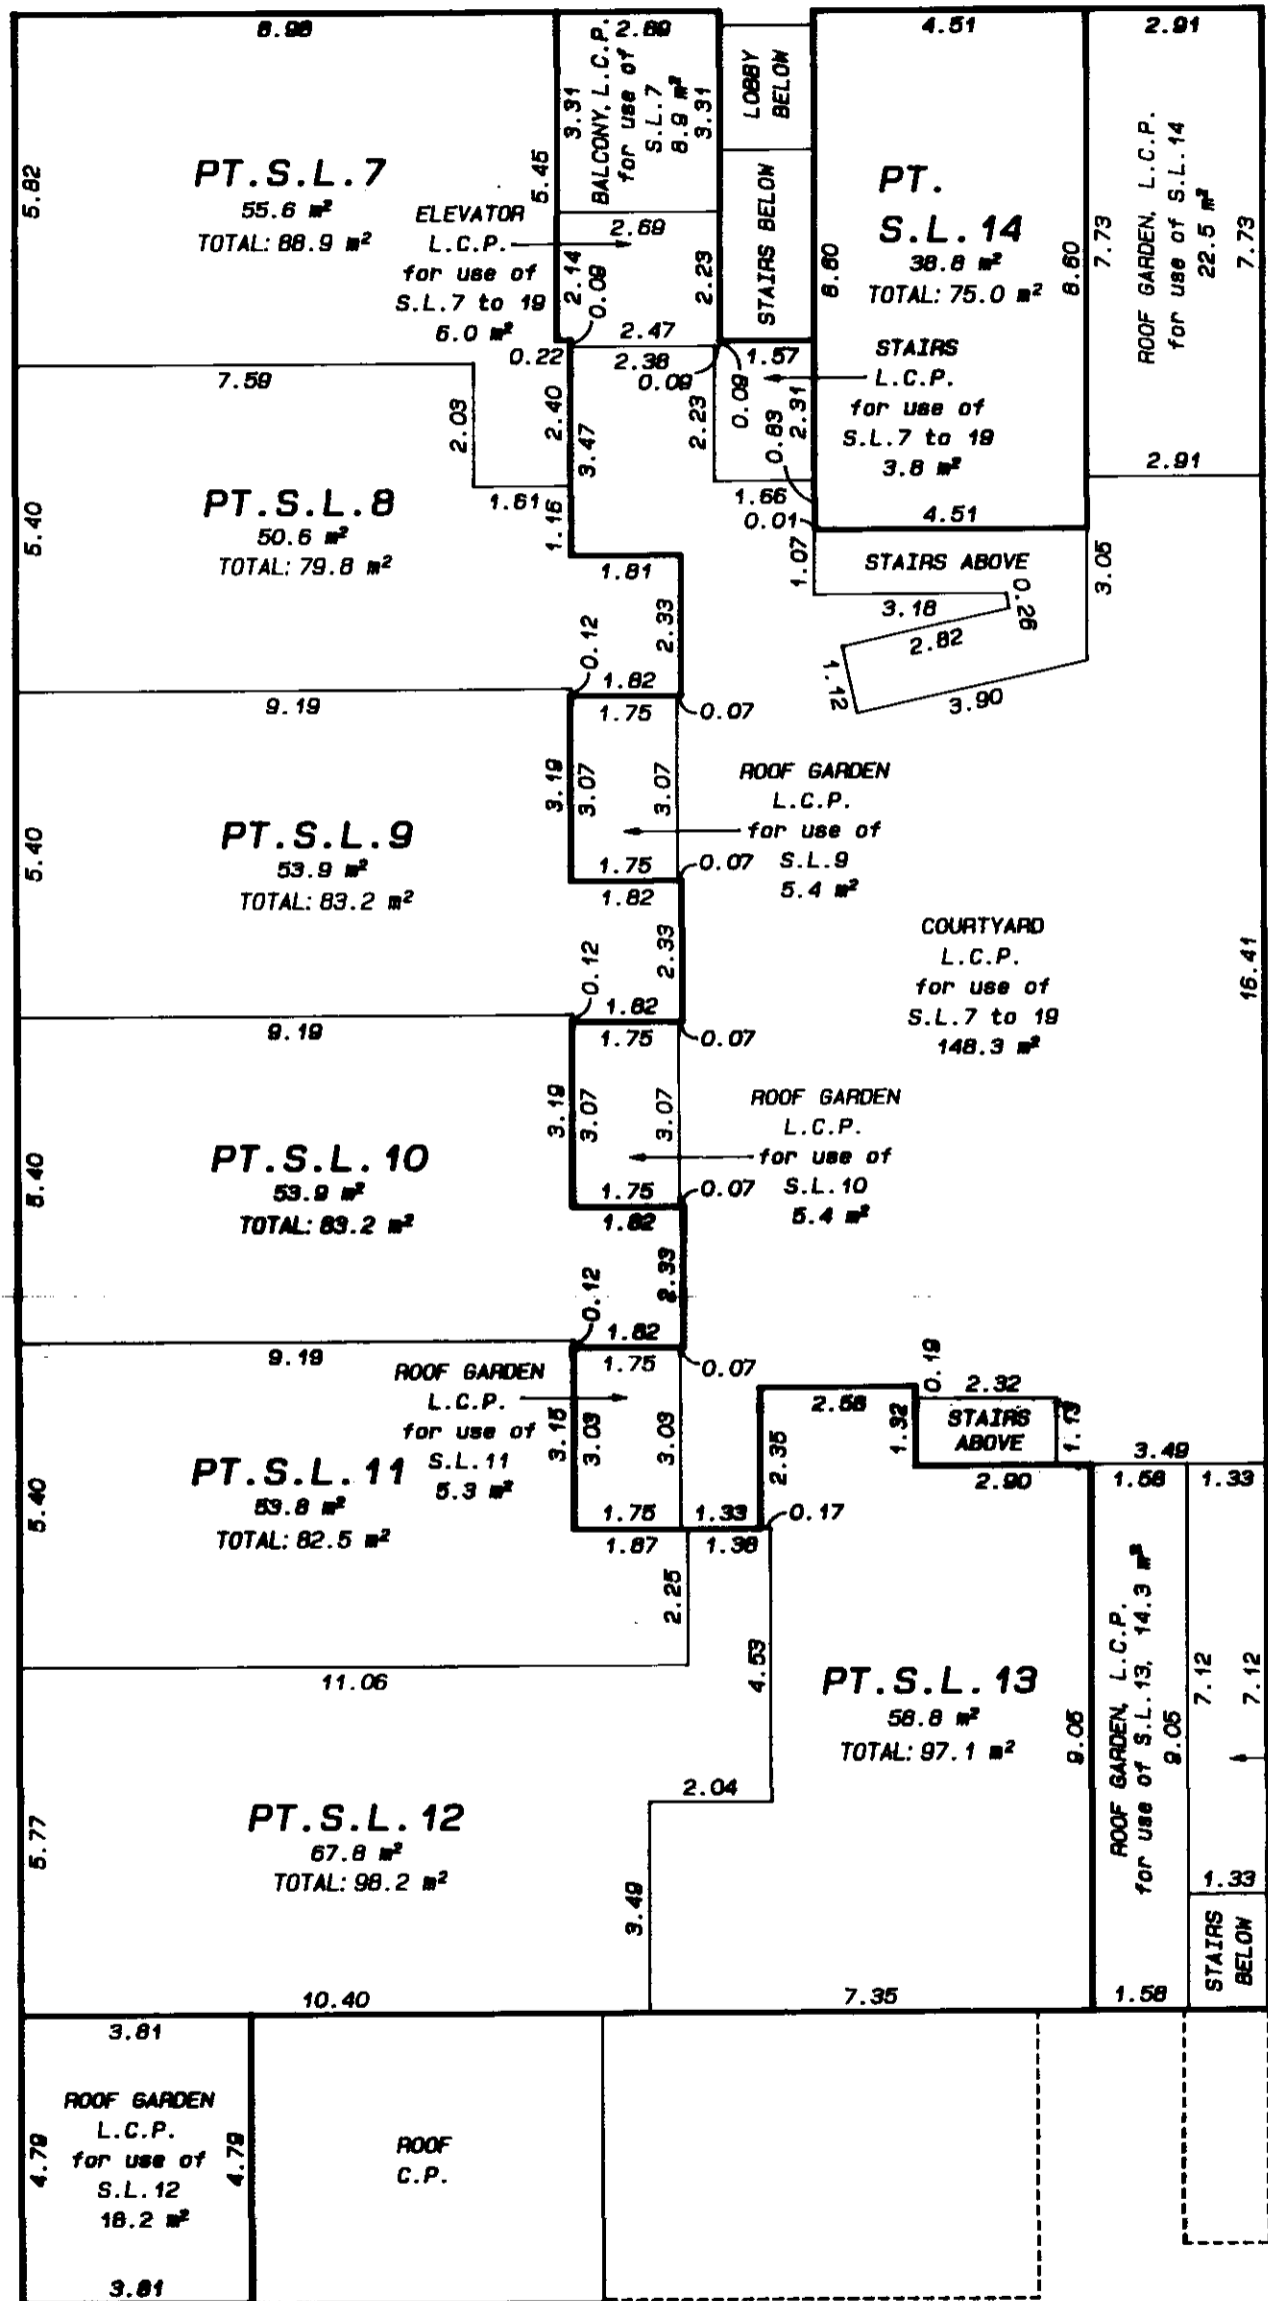 8.98
5.82
PT.S.L.7
55.6 m²
TOTAL: 88.9 m²
5.45
3.31
BALCONY, L.C.P.
for use of
S.L.7
8.9 m²
2.69
3.31
LOBBY
BELOW
STAIRS BELOW
4.51
PT.
S.L.14
38.8 m²
TOTAL: 75.0 m²
8.60
8.60
2.91
ROOF GARDEN, L.C.P.
for use of S.L.14
22.5 m²
7.73
7.73
2.91
ELEVATOR
L.C.P.
for use of
S.L.7 to 19
6.0 m²
2.69
2.14
0.09
2.23
2.47
0.22
2.38
0.09
0.09
1.57
STAIRS
L.C.P.
for use of
S.L.7 to 19
3.8 m²
2.31
0.83
2.23
1.66
0.01
4.51
7.59
2.03
2.40
3.47
1.61
1.16
PT.S.L.8
50.6 m²
TOTAL: 79.8 m²
5.40
1.81
2.33
0.12
1.82
STAIRS ABOVE
1.07
3.18
0.26
2.82
1.12
3.90
3.05
9.19
1.75
0.07
3.19
3.07
3.07
ROOF GARDEN
L.C.P.
for use of
S.L.9
5.4 m²
PT.S.L.9
53.9 m²
TOTAL: 83.2 m²
5.40
1.75
0.07
1.82
2.33
0.12
1.82
COURTYARD
L.C.P.
for use of
S.L.7 to 19
148.3 m²
16.41
9.19
1.75
0.07
3.19
3.07
3.07
ROOF GARDEN
L.C.P.
for use of
S.L.10
5.4 m²
PT.S.L.10
53.9 m²
TOTAL: 83.2 m²
5.40
1.75
0.07
1.82
2.33
0.12
1.82
9.19
1.75
0.07
ROOF GARDEN
L.C.P.
for use of
S.L.11
5.3 m²
3.15
3.03
3.03
PT.S.L.11
53.8 m²
TOTAL: 82.5 m²
5.40
1.75
1.33
0.17
1.87
1.38
2.25
2.35
2.58
1.32
0.19
2.32
STAIRS
ABOVE
1.13
3.49
2.90
1.58
1.33
11.06
4.53
PT.S.L.13
58.8 m²
TOTAL: 97.1 m²
9.05
ROOF GARDEN, L.C.P.
for use of S.L.13, 14.3 m²
9.05
7.12
7.12
1.33
PT.S.L.12
67.8 m²
TOTAL: 98.2 m²
5.77
2.04
3.49
10.40
7.35
1.58
STAIRS
BELOW
3.81
ROOF GARDEN
L.C.P.
for use of
S.L.12
18.2 m²
4.79
4.79
3.81
ROOF
C.P.